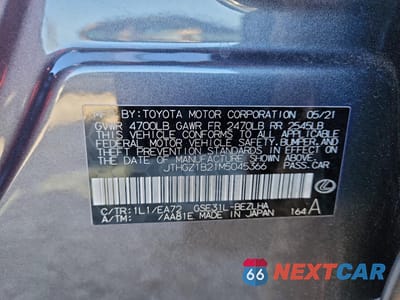 BY: TOYOTA MOTOR CORPORATION 05/21
GVWR 4700LB GAWR FR 2470LB RR 2545LB
THIS VEHICLE CONFORMS TO ALL APPLICABLE
FEDERAL MOTOR VEHICLE SAFETY, BUMPER, AND
THEFT PREVENTION STANDARDS IN EFFECT ON
THE DATE OF MANUFACTURE SHOWN ABOVE.
JTHGZ1B21M5045366 PASS. CAR
C/TR: 1L1/EA72 GSE31L-BEZLHA
A/TM: /AA81E MADE IN JAPAN 164 A
66 NEXTCAR